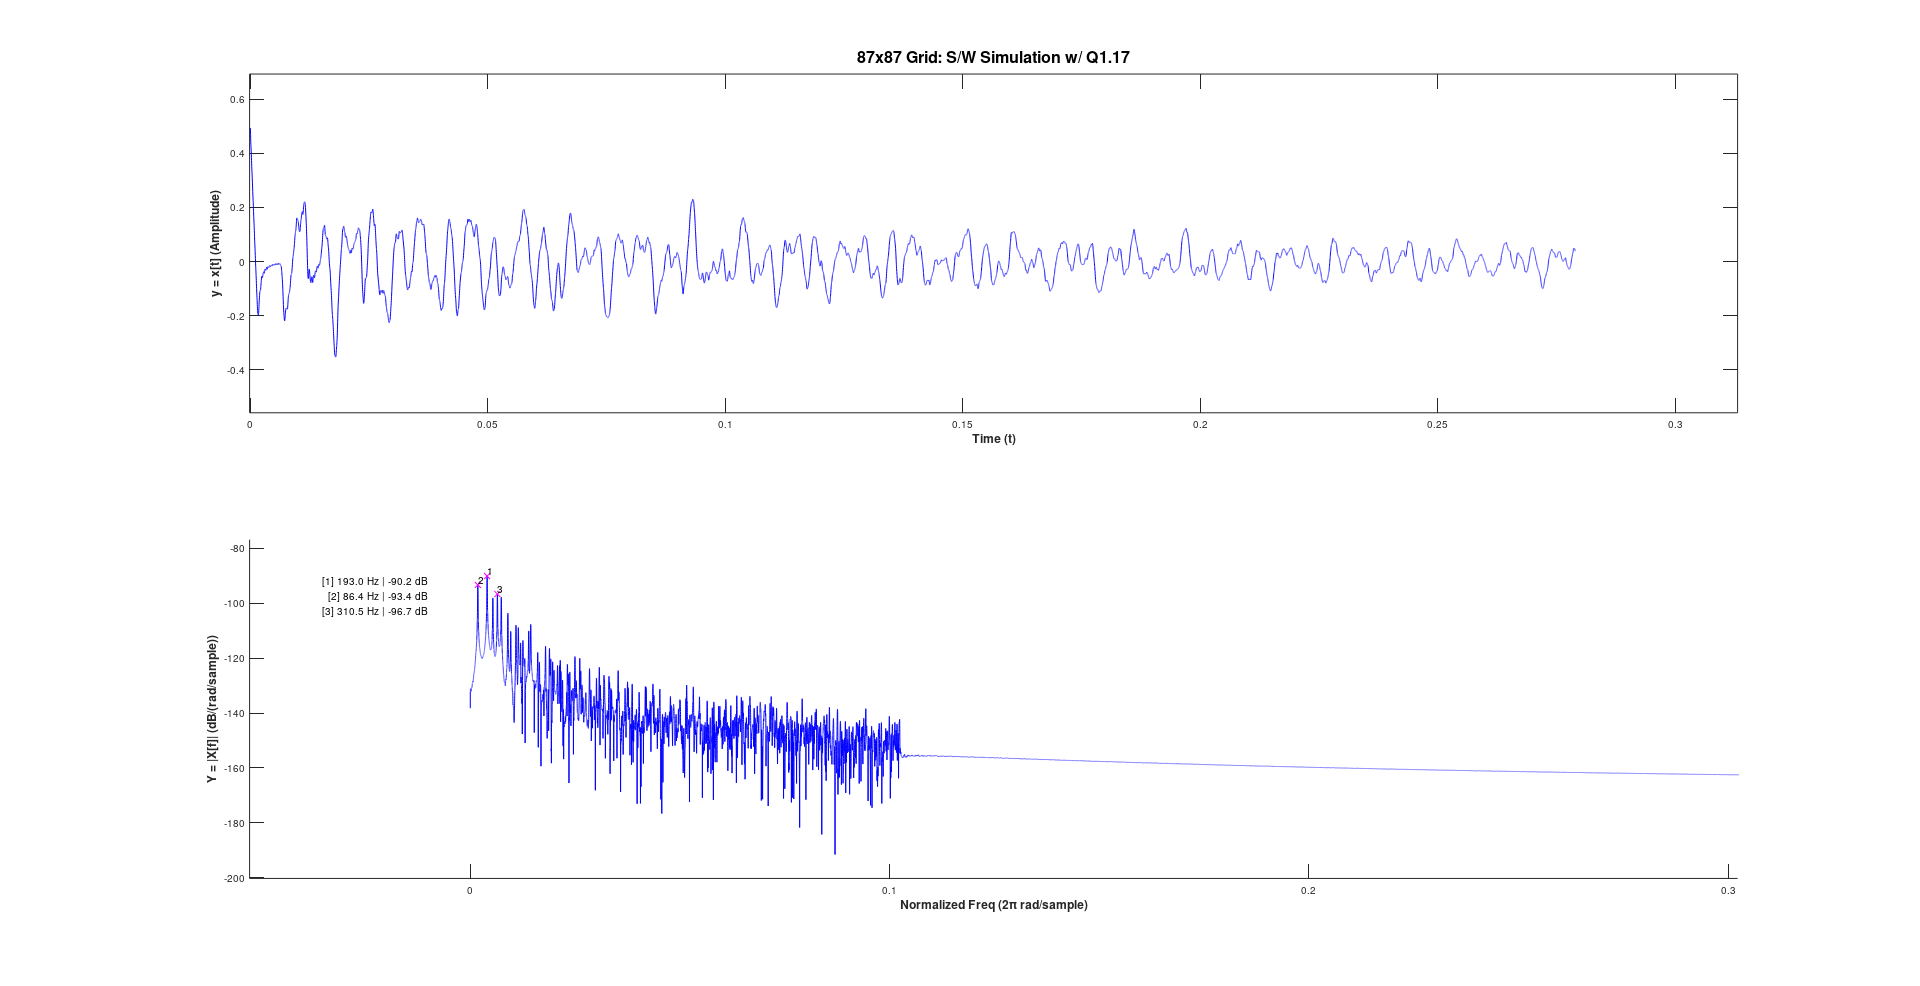 87x87 Grid: S/W Simulation w/ Q1.17
0.6
0.4
0.2
0
-0.2
-0.4
y = x[t] (Amplitude)
0 0.05 0.1 0.15 0.2 0.25 0.3
Time (t)
-80
-100
-120
-140
-160
-180
-200
Y = |X[f]| (dB/(rad/sample))
[1] 193.0 Hz | -90.2 dB
[2] 86.4 Hz | -93.4 dB
[3] 310.5 Hz | -96.7 dB
1
2
3
0 0.1 0.2 0.3
Normalized Freq (2π rad/sample)